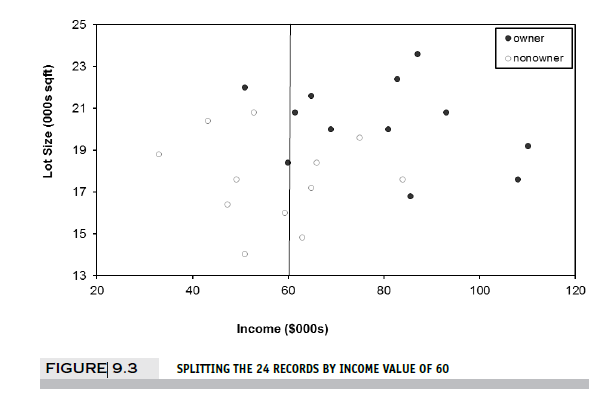 25
23
21
19
17
15
13
Lot Size (000s sqft)
owner
nonowner
20 40 60 80 100 120
Income ($000s)
FIGURE 9.3 SPLITTING THE 24 RECORDS BY INCOME VALUE OF 60